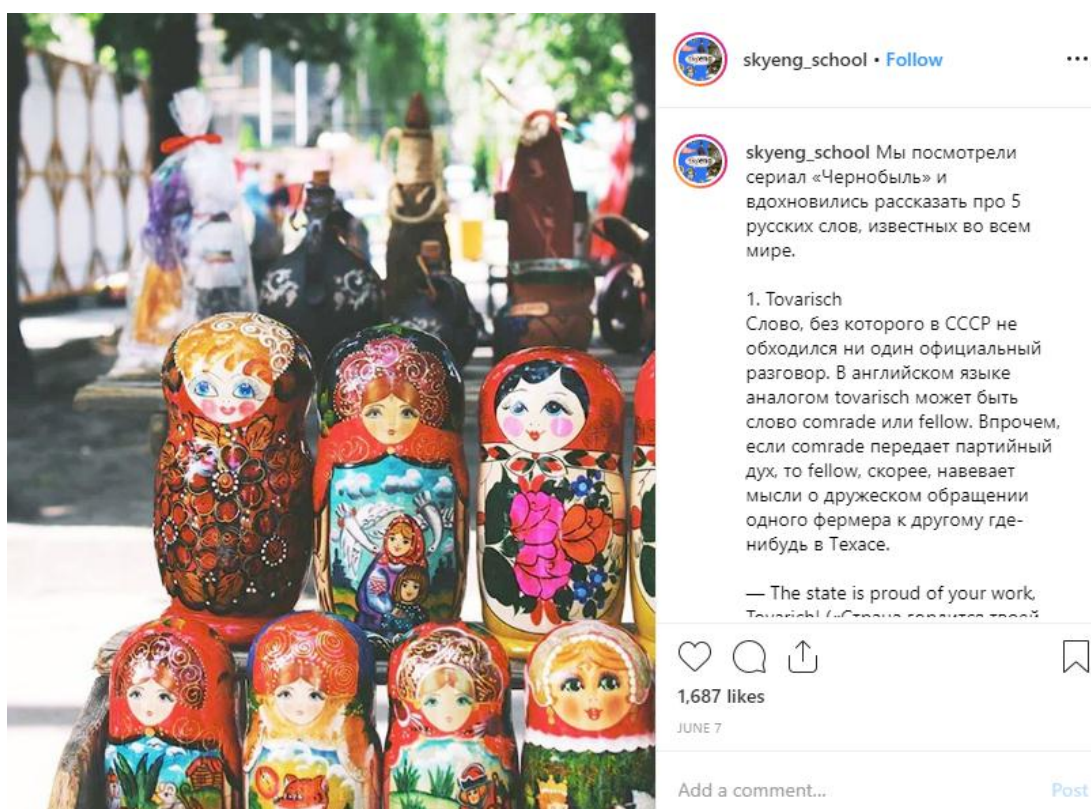 skyeng_school • Follow
skyeng_school Мы посмотрели
сериал «Чернобыль» и
вдохновились рассказать про 5
русских слов, известных во всем
мире.
1. Tovarisch
Слово, без которого в СССР не
обходился ни один официальный
разговор. В английском языке
аналогом tovarisch может быть
слово comrade или fellow. Впрочем,
если comrade передает партийный
дух, то fellow, скорее, навевает
мысли о дружеском обращении
одного фермера к другому где-
нибудь в Техасе.
— The state is proud of your work,
1,687 likes
JUNE 7
Add a comment...
Post